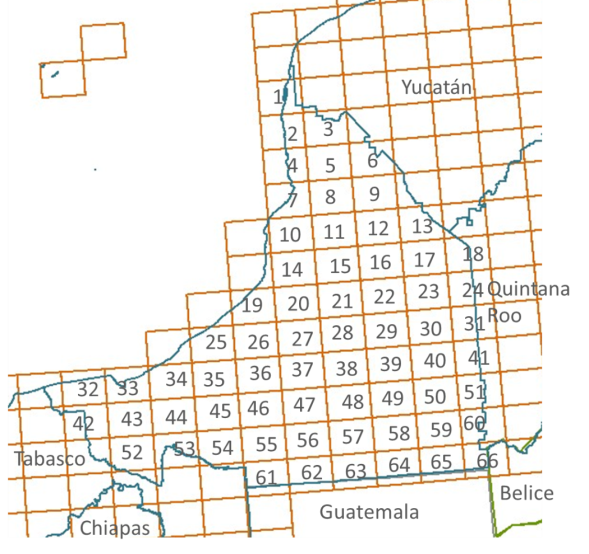 Yucatán
1
2 3
4 5 6
7 8 9
10 11 12 13
14 15 16 17 18
19 20 21 22 23 24 Quintana
Roo
25 26 27 28 29 30 31
32 33 34 35 36 37 38 39 40 41
42 43 44 45 46 47 48 49 50 51
Tabasco 52 53 54 55 56 57 58 59 60
61 62 63 64 65 66
Chiapas Guatemala Belice